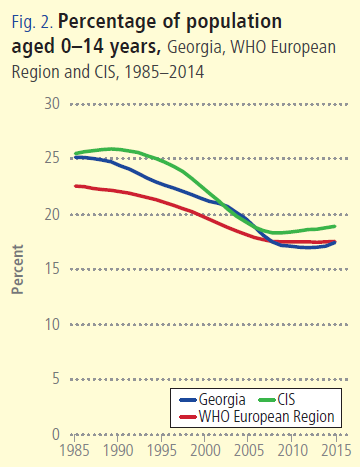 Fig. 2. Percentage of population
aged 0–14 years, Georgia, WHO European
Region and CIS, 1985–2014
Percent
30
25
20
15
10
5
0
1985 1990 1995 2000 2005 2010 2015
Georgia CIS
WHO European Region